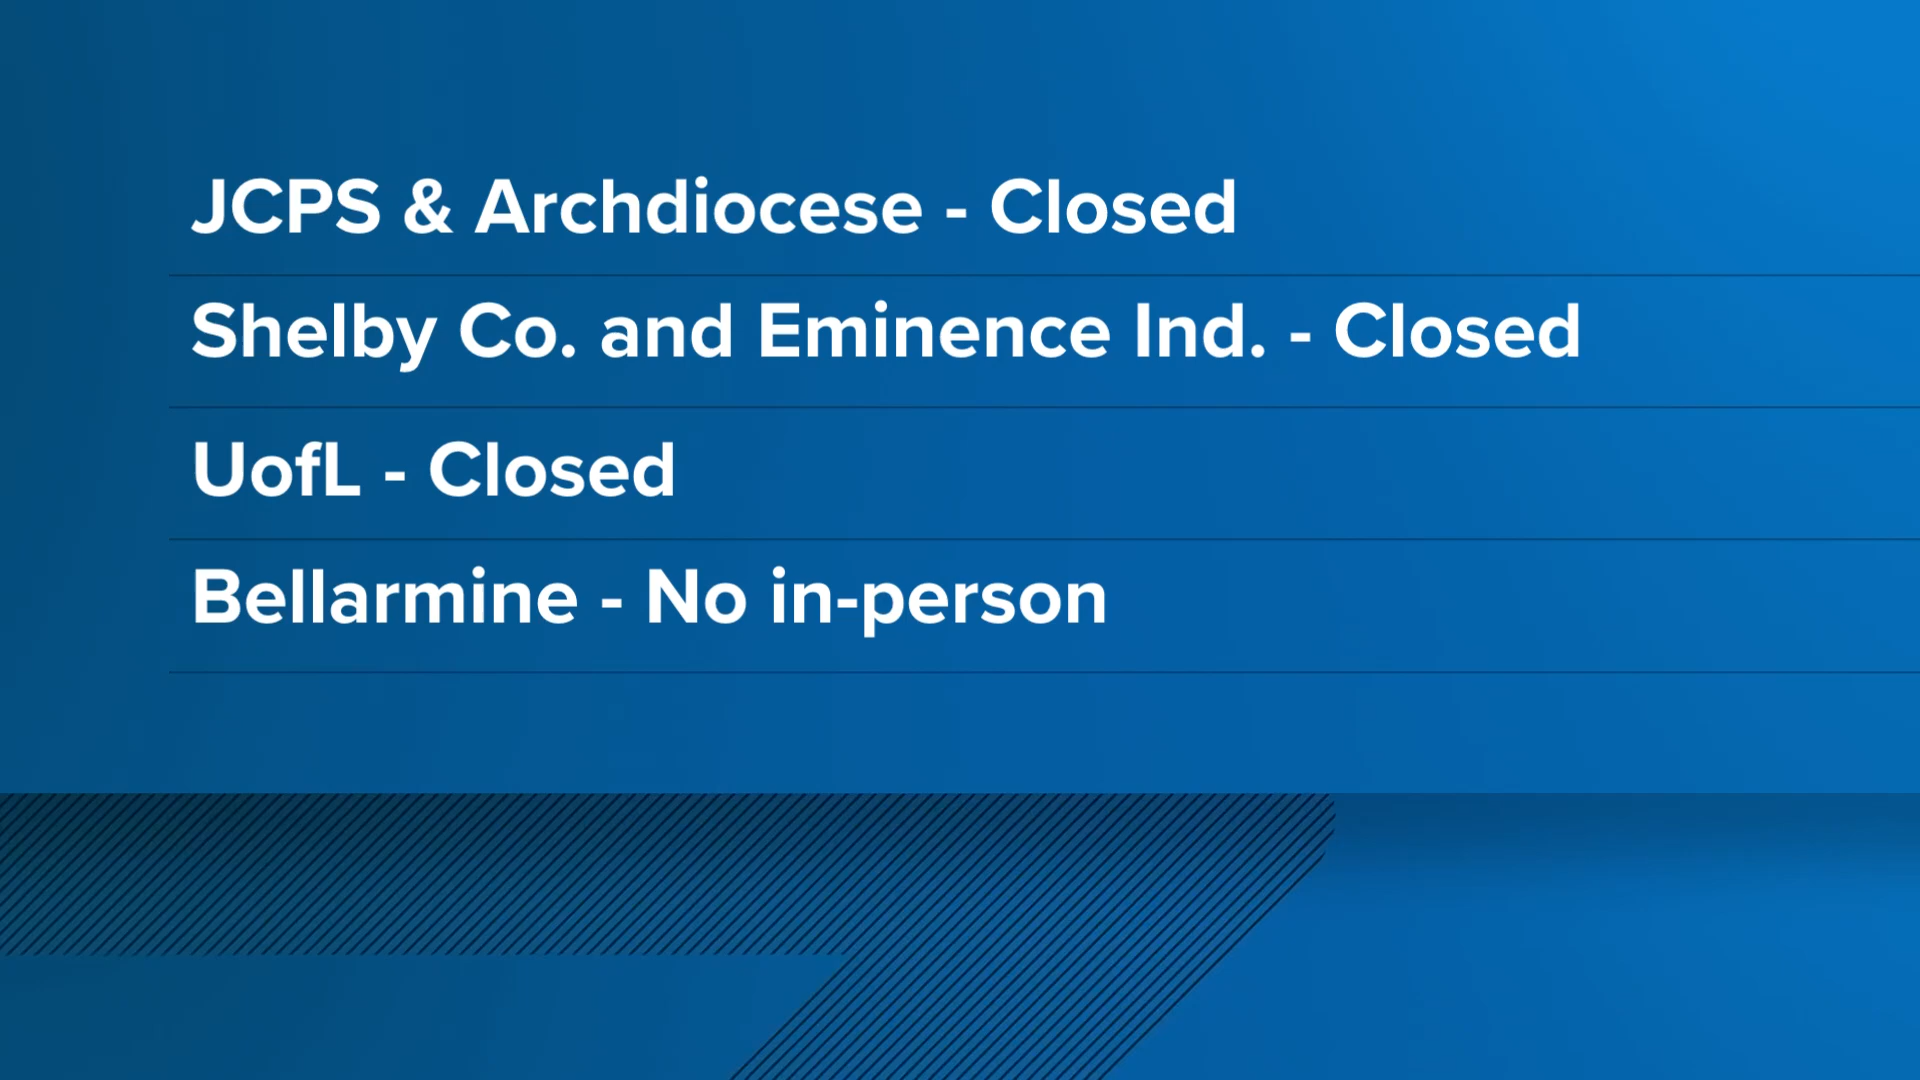 JCPS & Archdiocese - Closed
Shelby Co. and Eminence Ind. - Closed
UofL - Closed
Bellarmine - No in-person